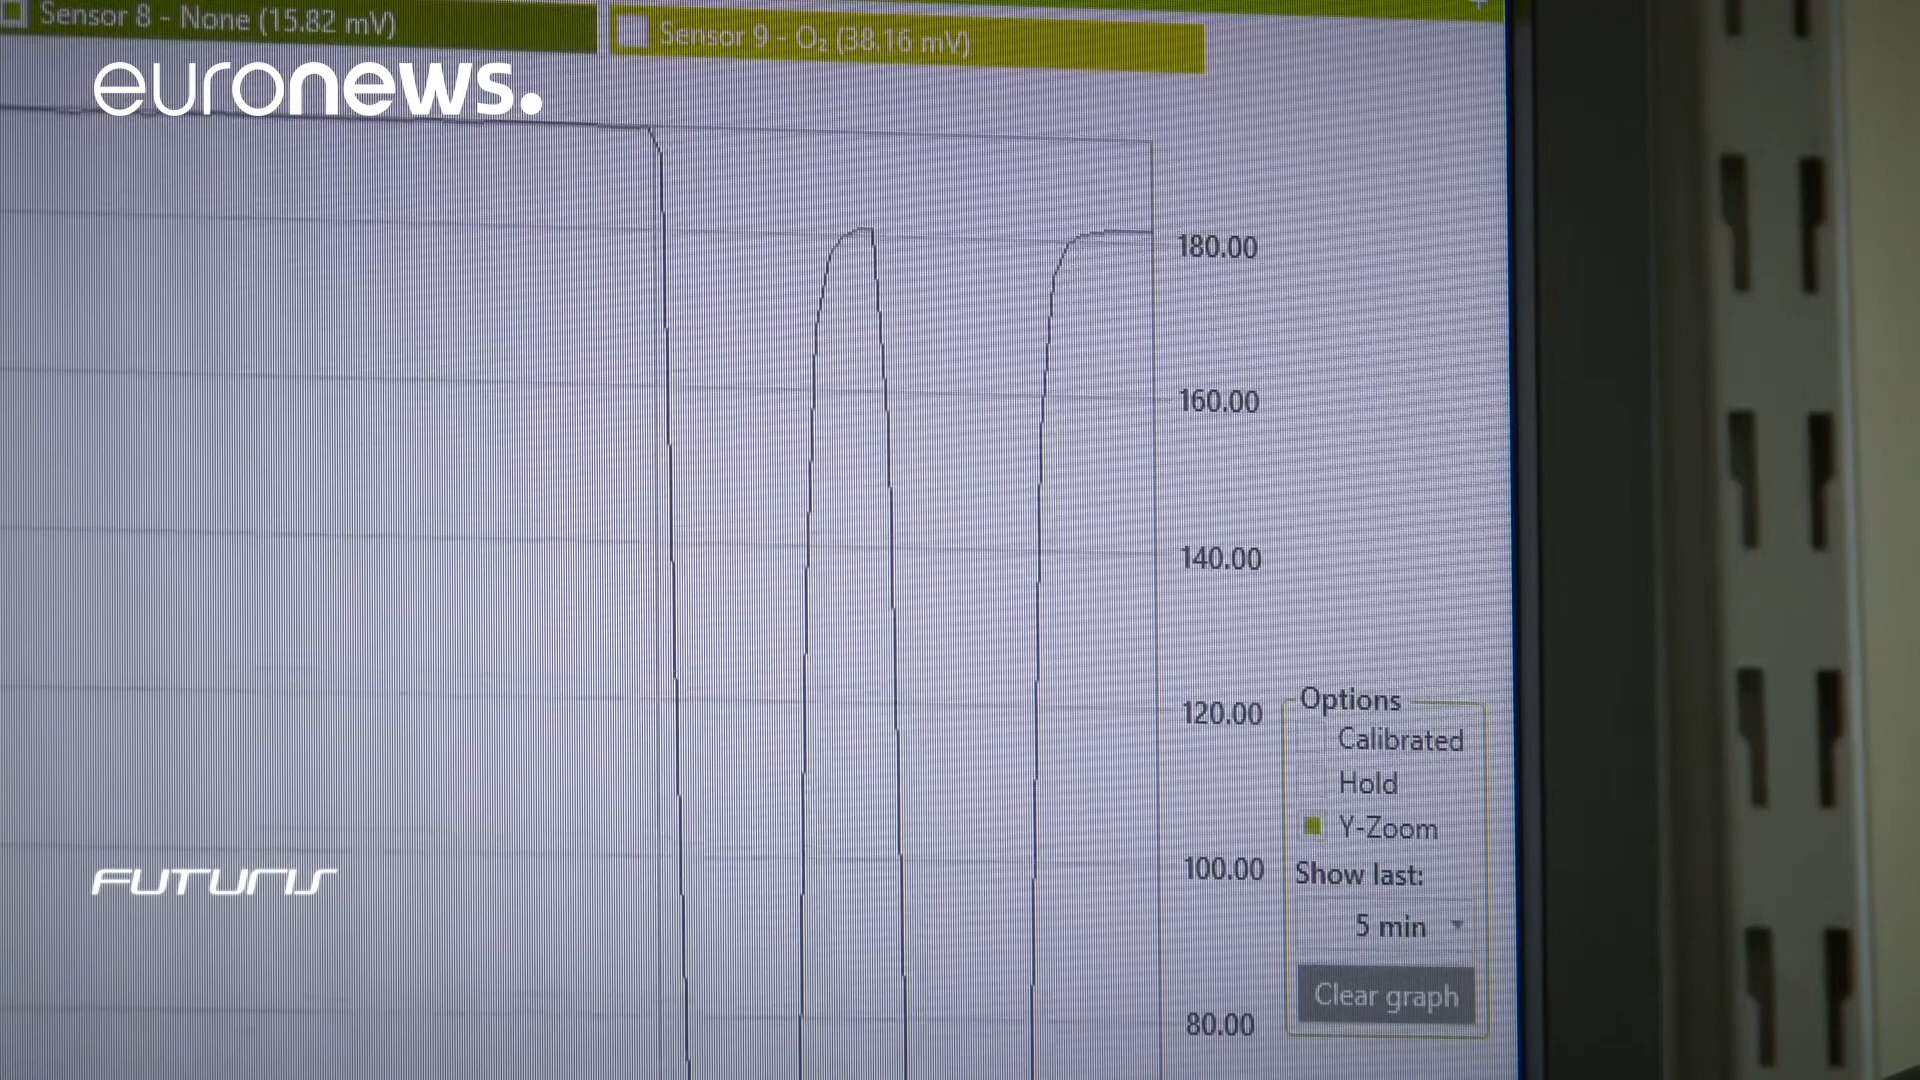 Sensor 8 - None (15.82 mV)
Sensor 9 - O₂ (38.16 mV)
euronews.
180.00
160.00
140.00
120.00
100.00
80.00
Options
Calibrated
Hold
Y-Zoom
Show last:
5 min
Clear graph
FUTURIS